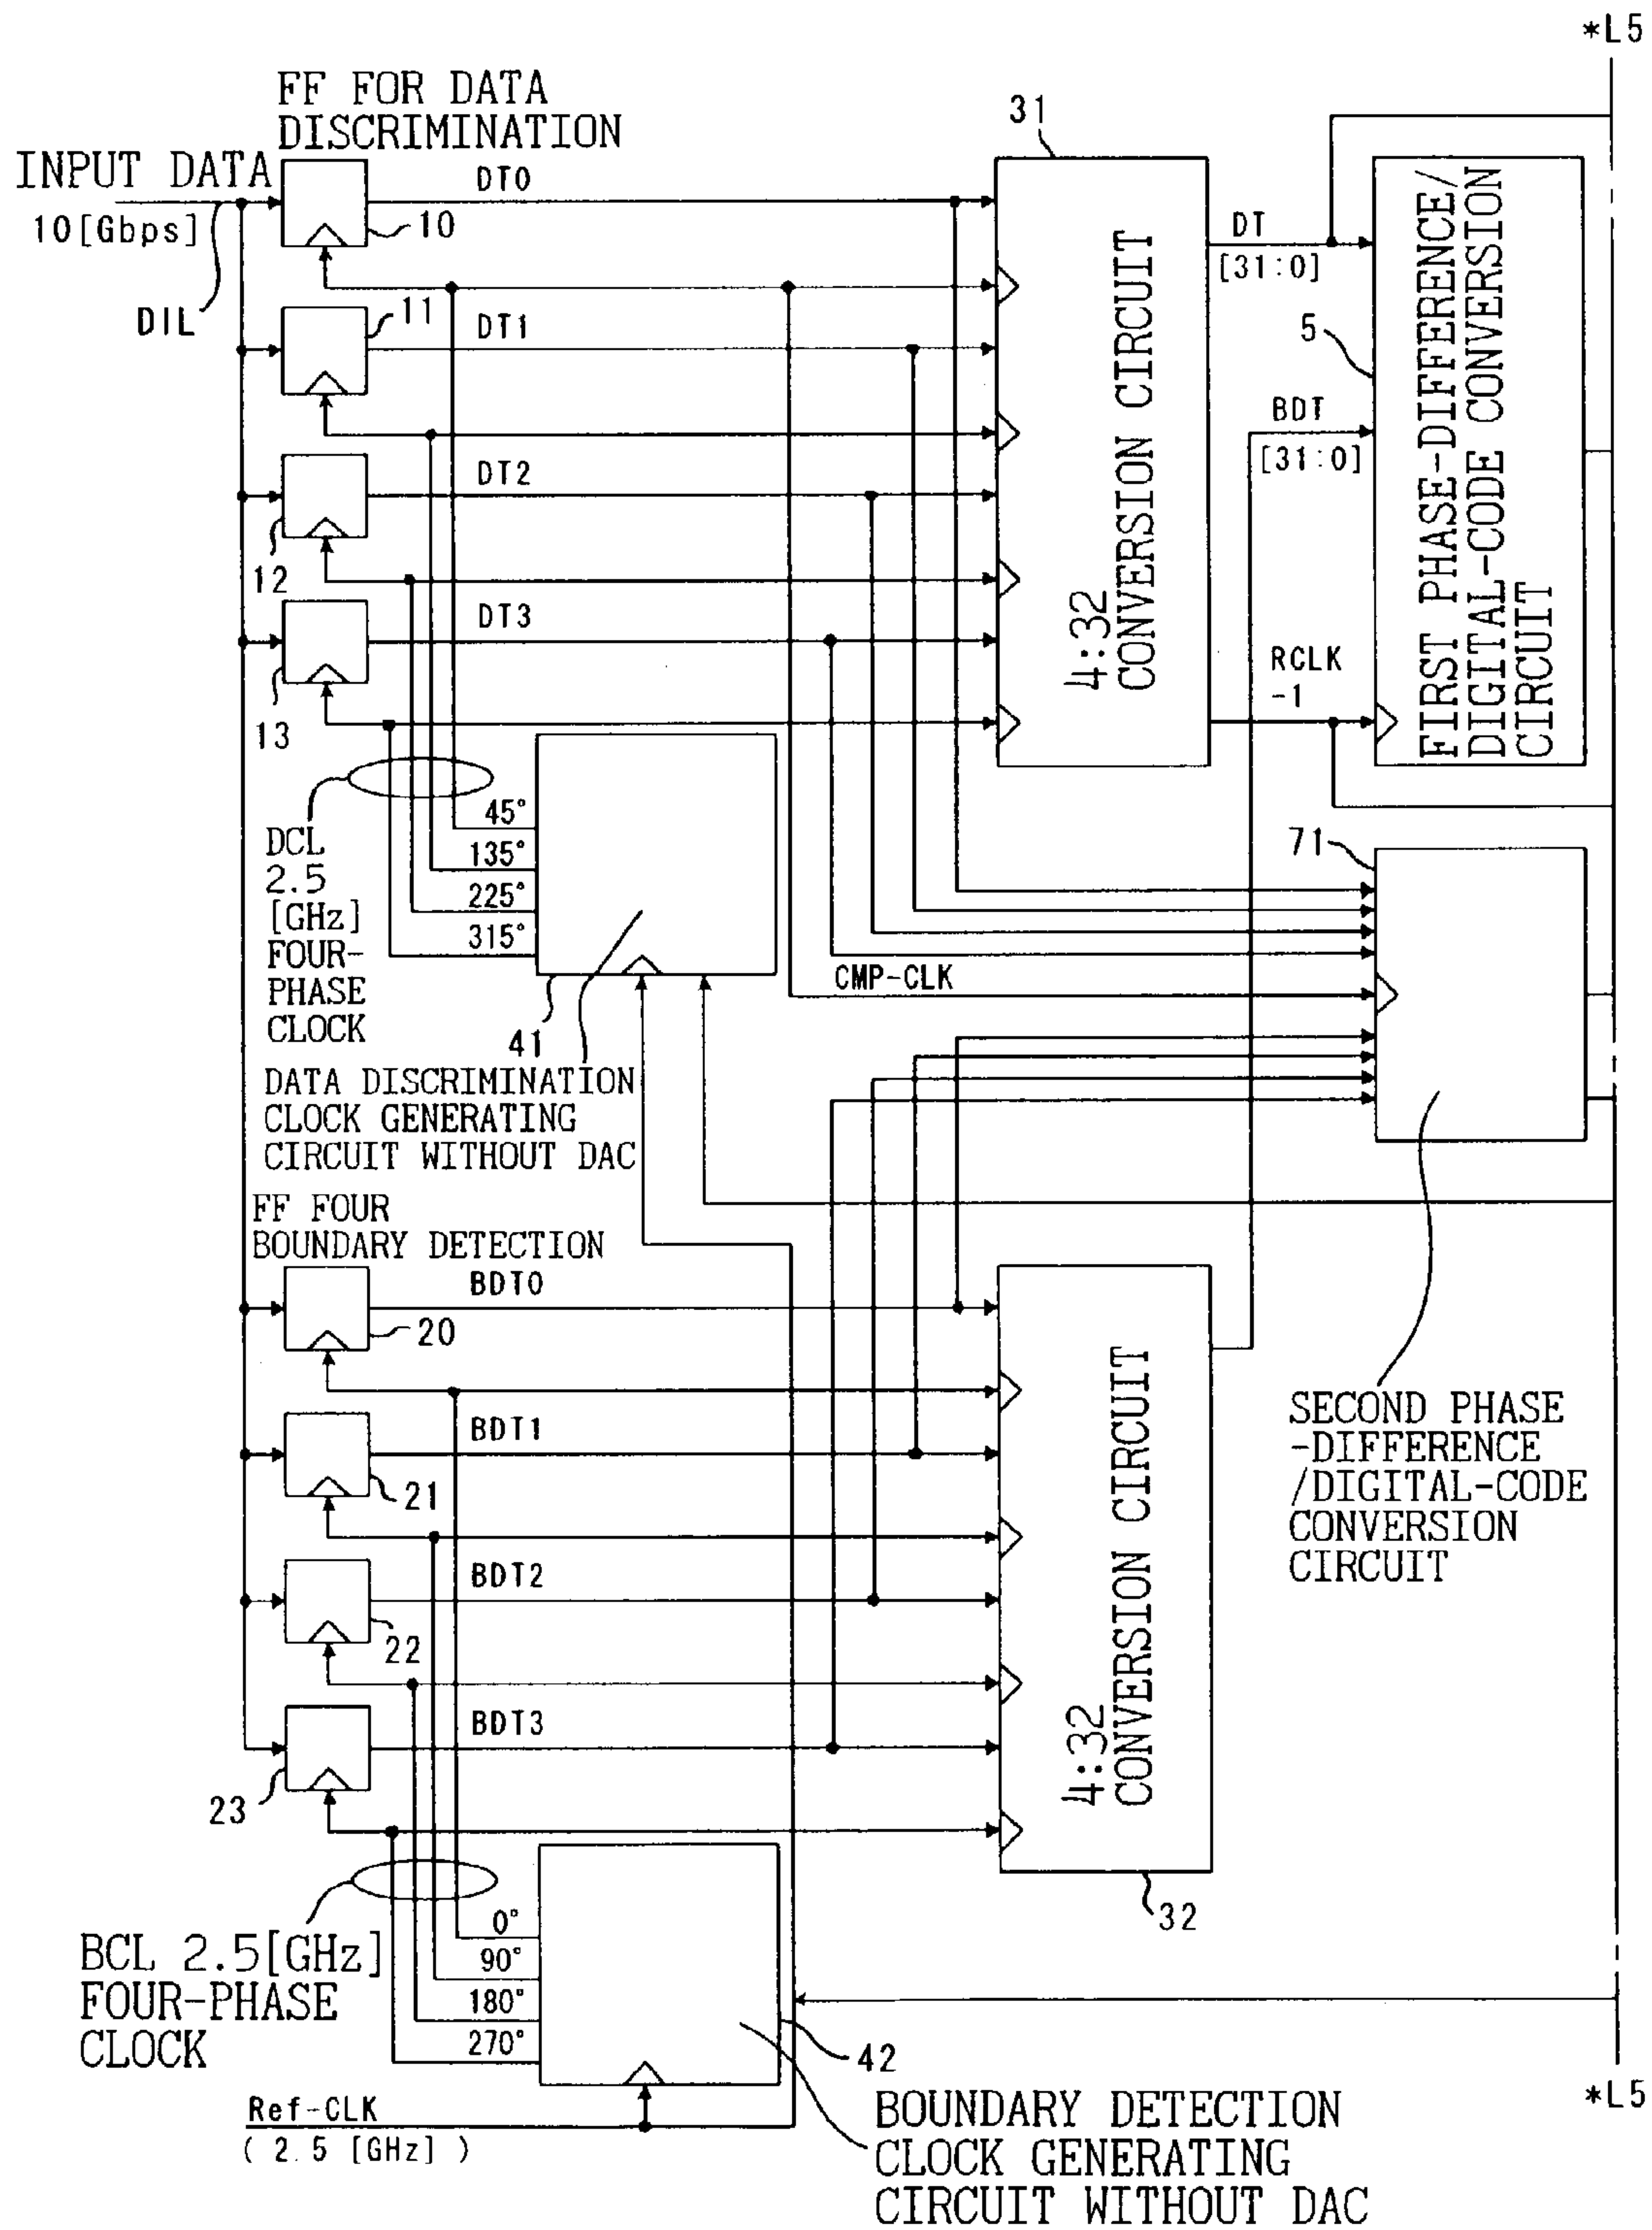 *L5
FF FOR DATA
DISCRIMINATION
31
INPUT DATA
10[Gbps]
DT0
10
DT
[31:0]
DIL
11
DT1
5
BDT
[31:0]
DT2
12
DT3
13
4:32
CONVERSION CIRCUIT
RCLK
-1
FIRST PHASE-DIFFERENCE/
DIGITAL-CODE CONVERSION
CIRCUIT
DCL
2.5
[GHz]
FOUR-
PHASE
CLOCK
45°
135°
225°
315°
71
CMP-CLK
41
DATA DISCRIMINATION
CLOCK GENERATING
CIRCUIT WITHOUT DAC
FF FOUR
BOUNDARY DETECTION
BDT0
20
BDT1
21
BDT2
22
BDT3
23
4:32
CONVERSION CIRCUIT
32
SECOND PHASE
-DIFFERENCE
/DIGITAL-CODE
CONVERSION
CIRCUIT
BCL 2.5[GHz]
FOUR-PHASE
CLOCK
0°
90°
180°
270°
42
Ref-CLK
( 2.5 [GHz] )
BOUNDARY DETECTION
CLOCK GENERATING
CIRCUIT WITHOUT DAC
*L5